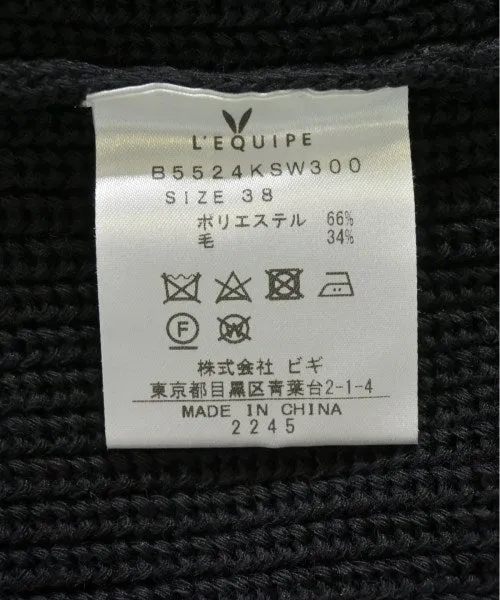 L'EQUIPE
B5524KSW300
SIZE 38
ポリエステル 66%
毛 34%
F W
株式会社 ビギ
東京都目黒区青葉台2-1-4
MADE IN CHINA
2245